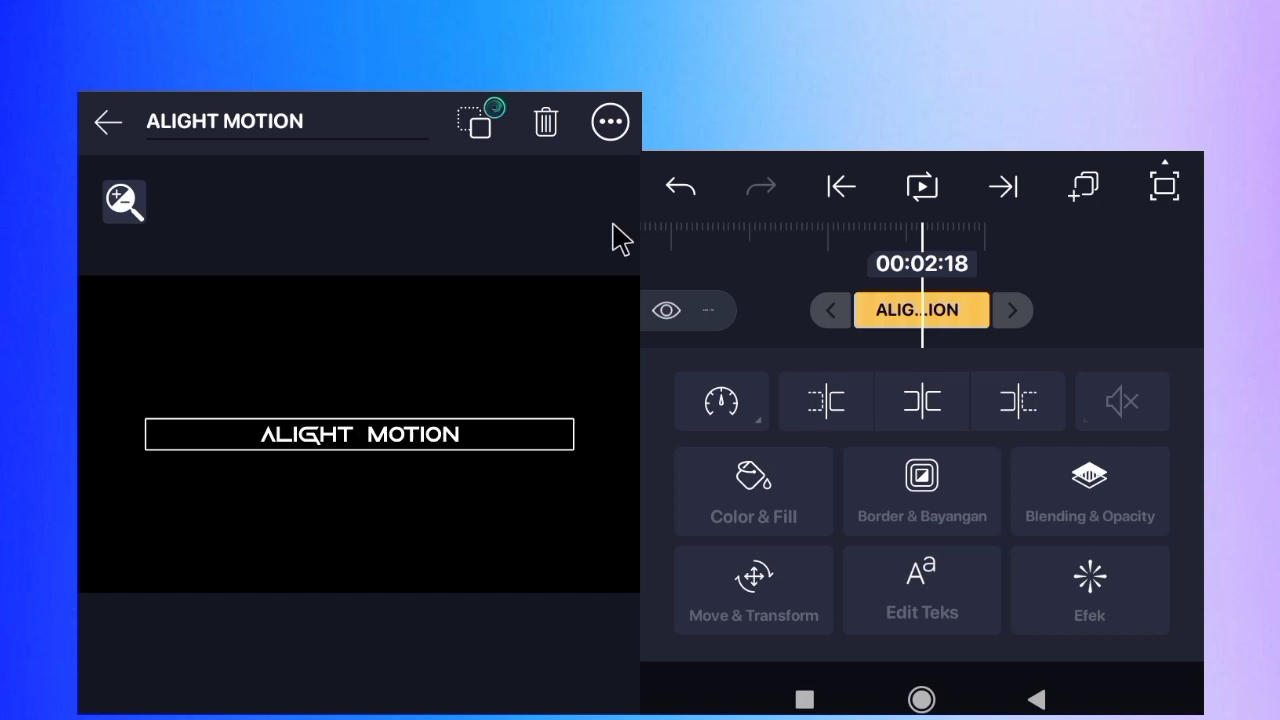 ALIGHT MOTION
ALIGHT MOTION
00:02:18
ALIG...ION
Color & Fill
Border & Bayangan
Blending & Opacity
Move & Transform
Aa
Edit Teks
Efek